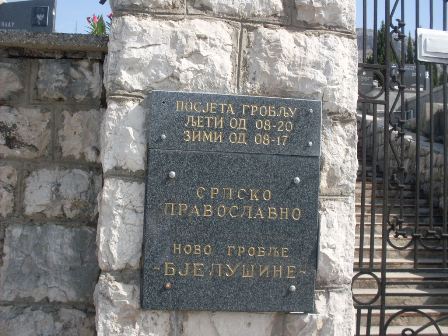 ПОСЈЕТА ГРОБЉУ
ЉЕТИ ОД 08-20
ЗИМИ ОД 08-17
СРПСКО
ПРАВОСЛАВНО
НОВО ГРОБЉЕ
-БЈЕЛУШИНЕ-